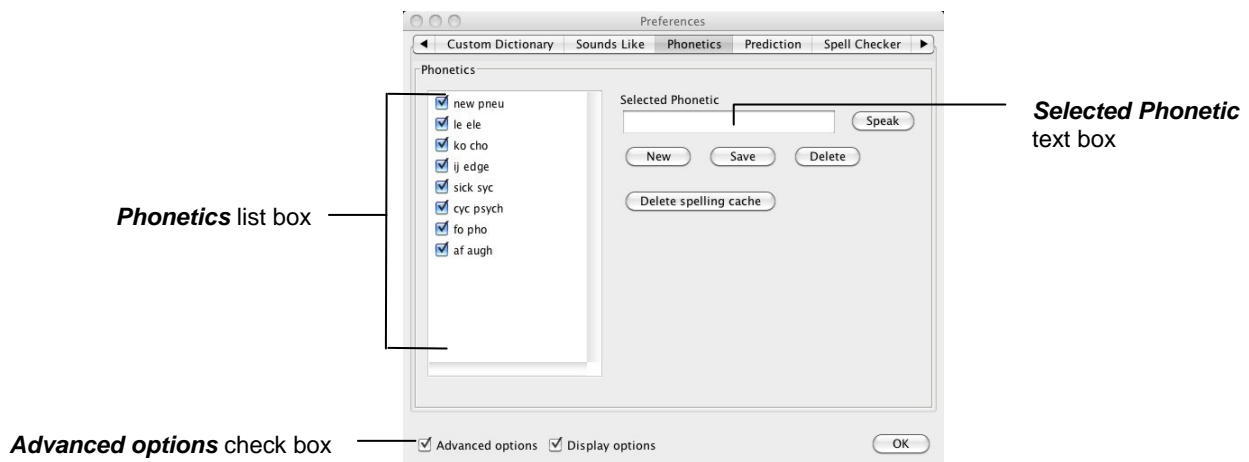 Preferences
Custom Dictionary Sounds Like Phonetics Prediction Spell Checker
Phonetics
new pneu
le ele
ko cho
ij edge
sick syc
cyc psych
fo pho
af augh
Selected Phonetic
Speak
New Save Delete
Delete spelling cache
Selected Phonetic
text box
Phonetics list box
Advanced options check box
Advanced options Display options
OK